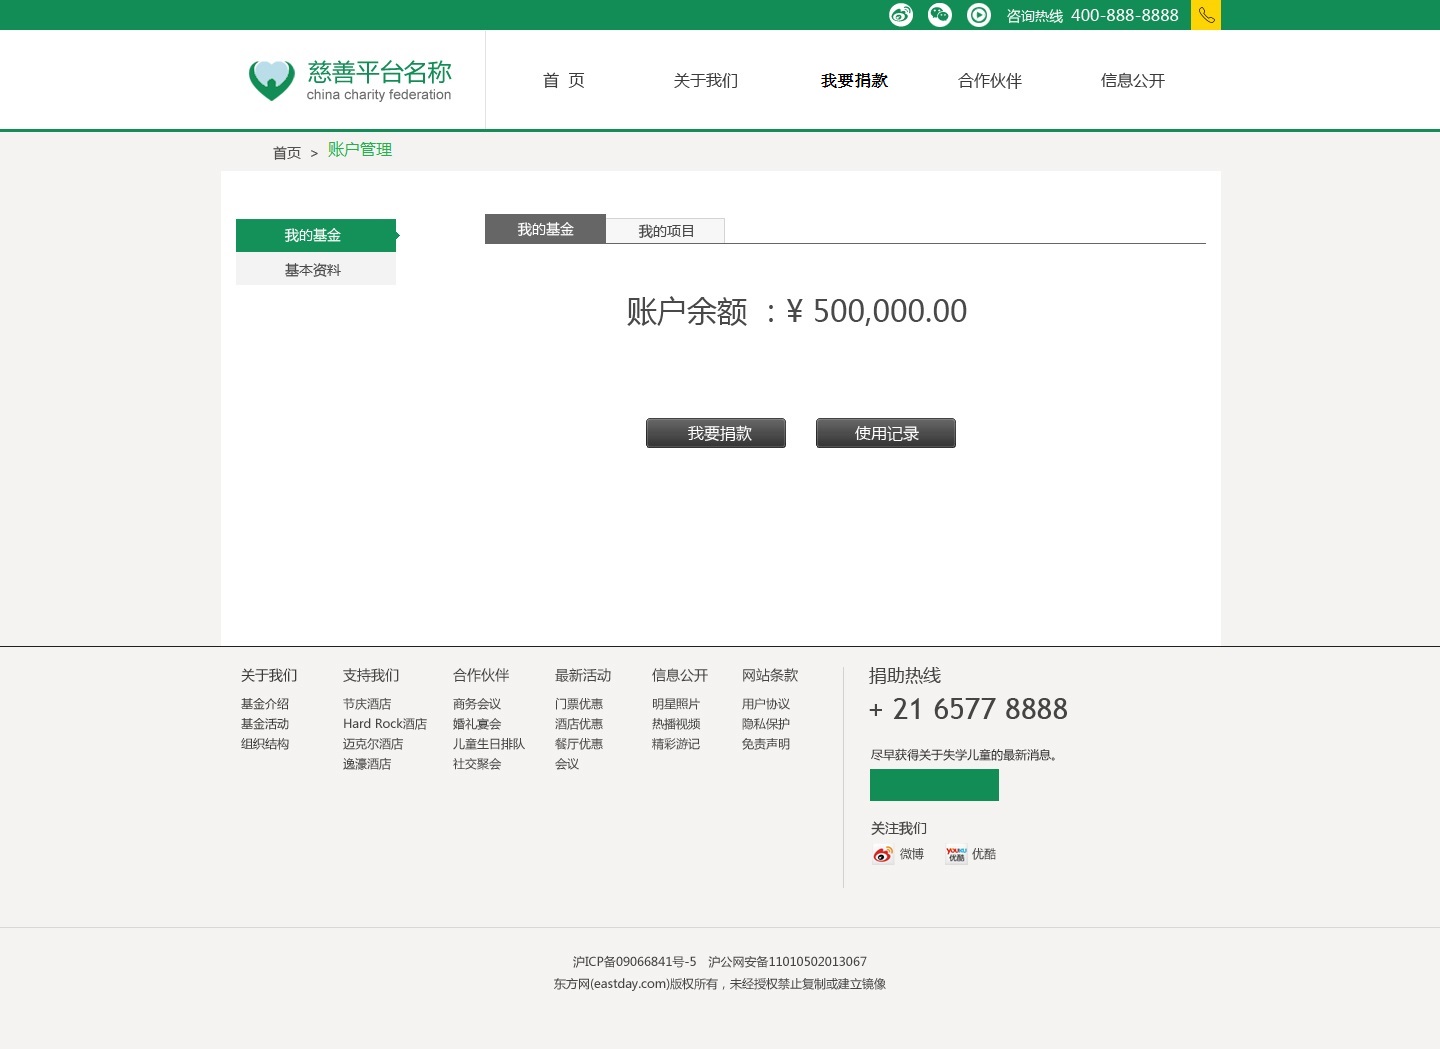 咨询热线 400-888-8888
慈善平台名称
china charity federation
首 页 关于我们 我要捐款 合作伙伴 信息公开
首页 > 账户管理
我的基金
基本资料
我的基金 我的项目
账户余额 ：¥ 500,000.00
我要捐款 使用记录
关于我们 支持我们 合作伙伴 最新活动 信息公开 网站条款
基金介绍 节庆酒店 商务会议 门票优惠 明星照片 用户协议
基金活动 Hard Rock酒店 婚礼宴会 酒店优惠 热播视频 隐私保护
组织结构 迈克尔酒店 儿童生日排队 餐厅优惠 精彩游记 免责声明
逸濠酒店 社交聚会 会议
捐助热线
+ 21 6577 8888
尽早获得关于失学儿童的最新消息。
关注我们
微博 YOUKU 优酷 优酷
沪ICP备09066841号-5 沪公网安备11010502013067
东方网(eastday.com)版权所有，未经授权禁止复制或建立镜像